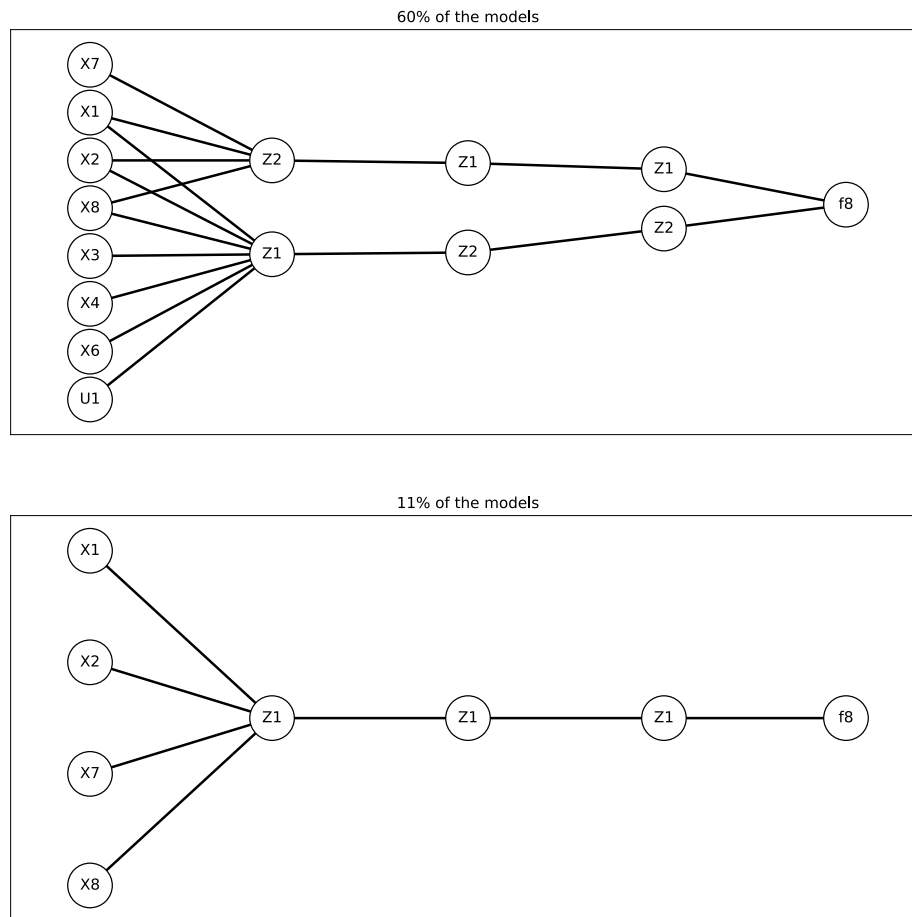 60% of the models
X7
X1
X2
X8
X3
X4
X6
U1
Z2
Z1
Z1
Z2
Z1
Z2
f8
11% of the models
X1
X2
X7
X8
Z1
Z1
Z1
f8